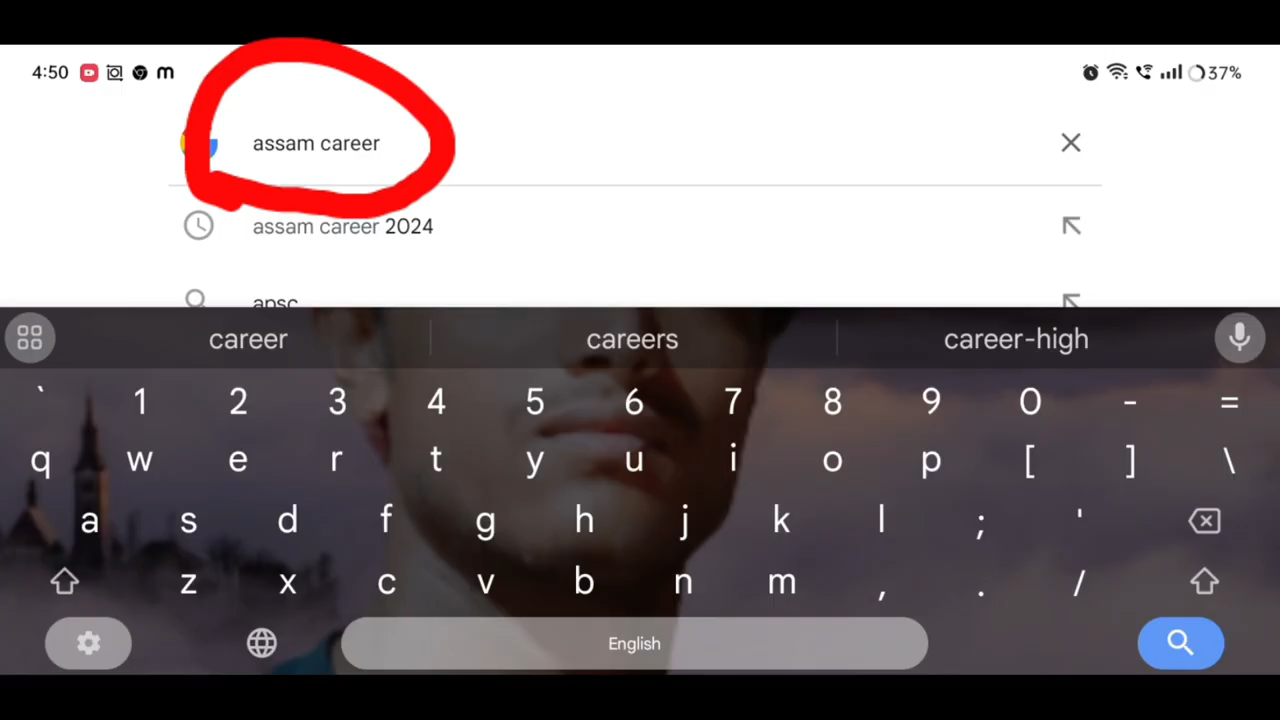 4:50 m 37%
assam career
assam career 2024
apsc
career careers career-high
` 1 2 3 4 5 6 7 8 9 0 - =
q w e r t y u i o p [ ] \
a s d f g h j k l ; '
z x c v b n m , . /
English